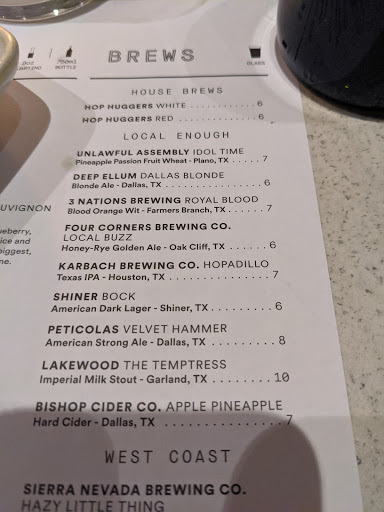 BREWS
750ml
BOTTLE
GLASS
HOUSE BREWS
HOP HUGGERS WHITE ............6
HOP HUGGERS RED ..............6
LOCAL ENOUGH
UNLAWFUL ASSEMBLY IDOL TIME
Pineapple Passion Fruit Wheat - Plano, TX .....7
DEEP ELLUM DALLAS BLONDE
Blonde Ale - Dallas, TX ................6
3 NATIONS BREWING ROYAL BLOOD
Blood Orange Wit - Farmers Branch, TX ......7
FOUR CORNERS BREWING CO.
LOCAL BUZZ
Honey-Rye Golden Ale - Oak Cliff, TX ......6
KARBACH BREWING CO. HOPADILLO
Texas IPA - Houston, TX ................7
SHINER BOCK
American Dark Lager - Shiner, TX .........6
PETICOLAS VELVET HAMMER
American Strong Ale - Dallas, TX .........8
LAKEWOOD THE TEMPTRESS
Imperial Milk Stout - Garland, TX ........10
BISHOP CIDER CO. APPLE PINEAPPLE
Hard Cider - Dallas, TX ................7
WEST COAST
SIERRA NEVADA BREWING CO.
HAZY LITTLE THING